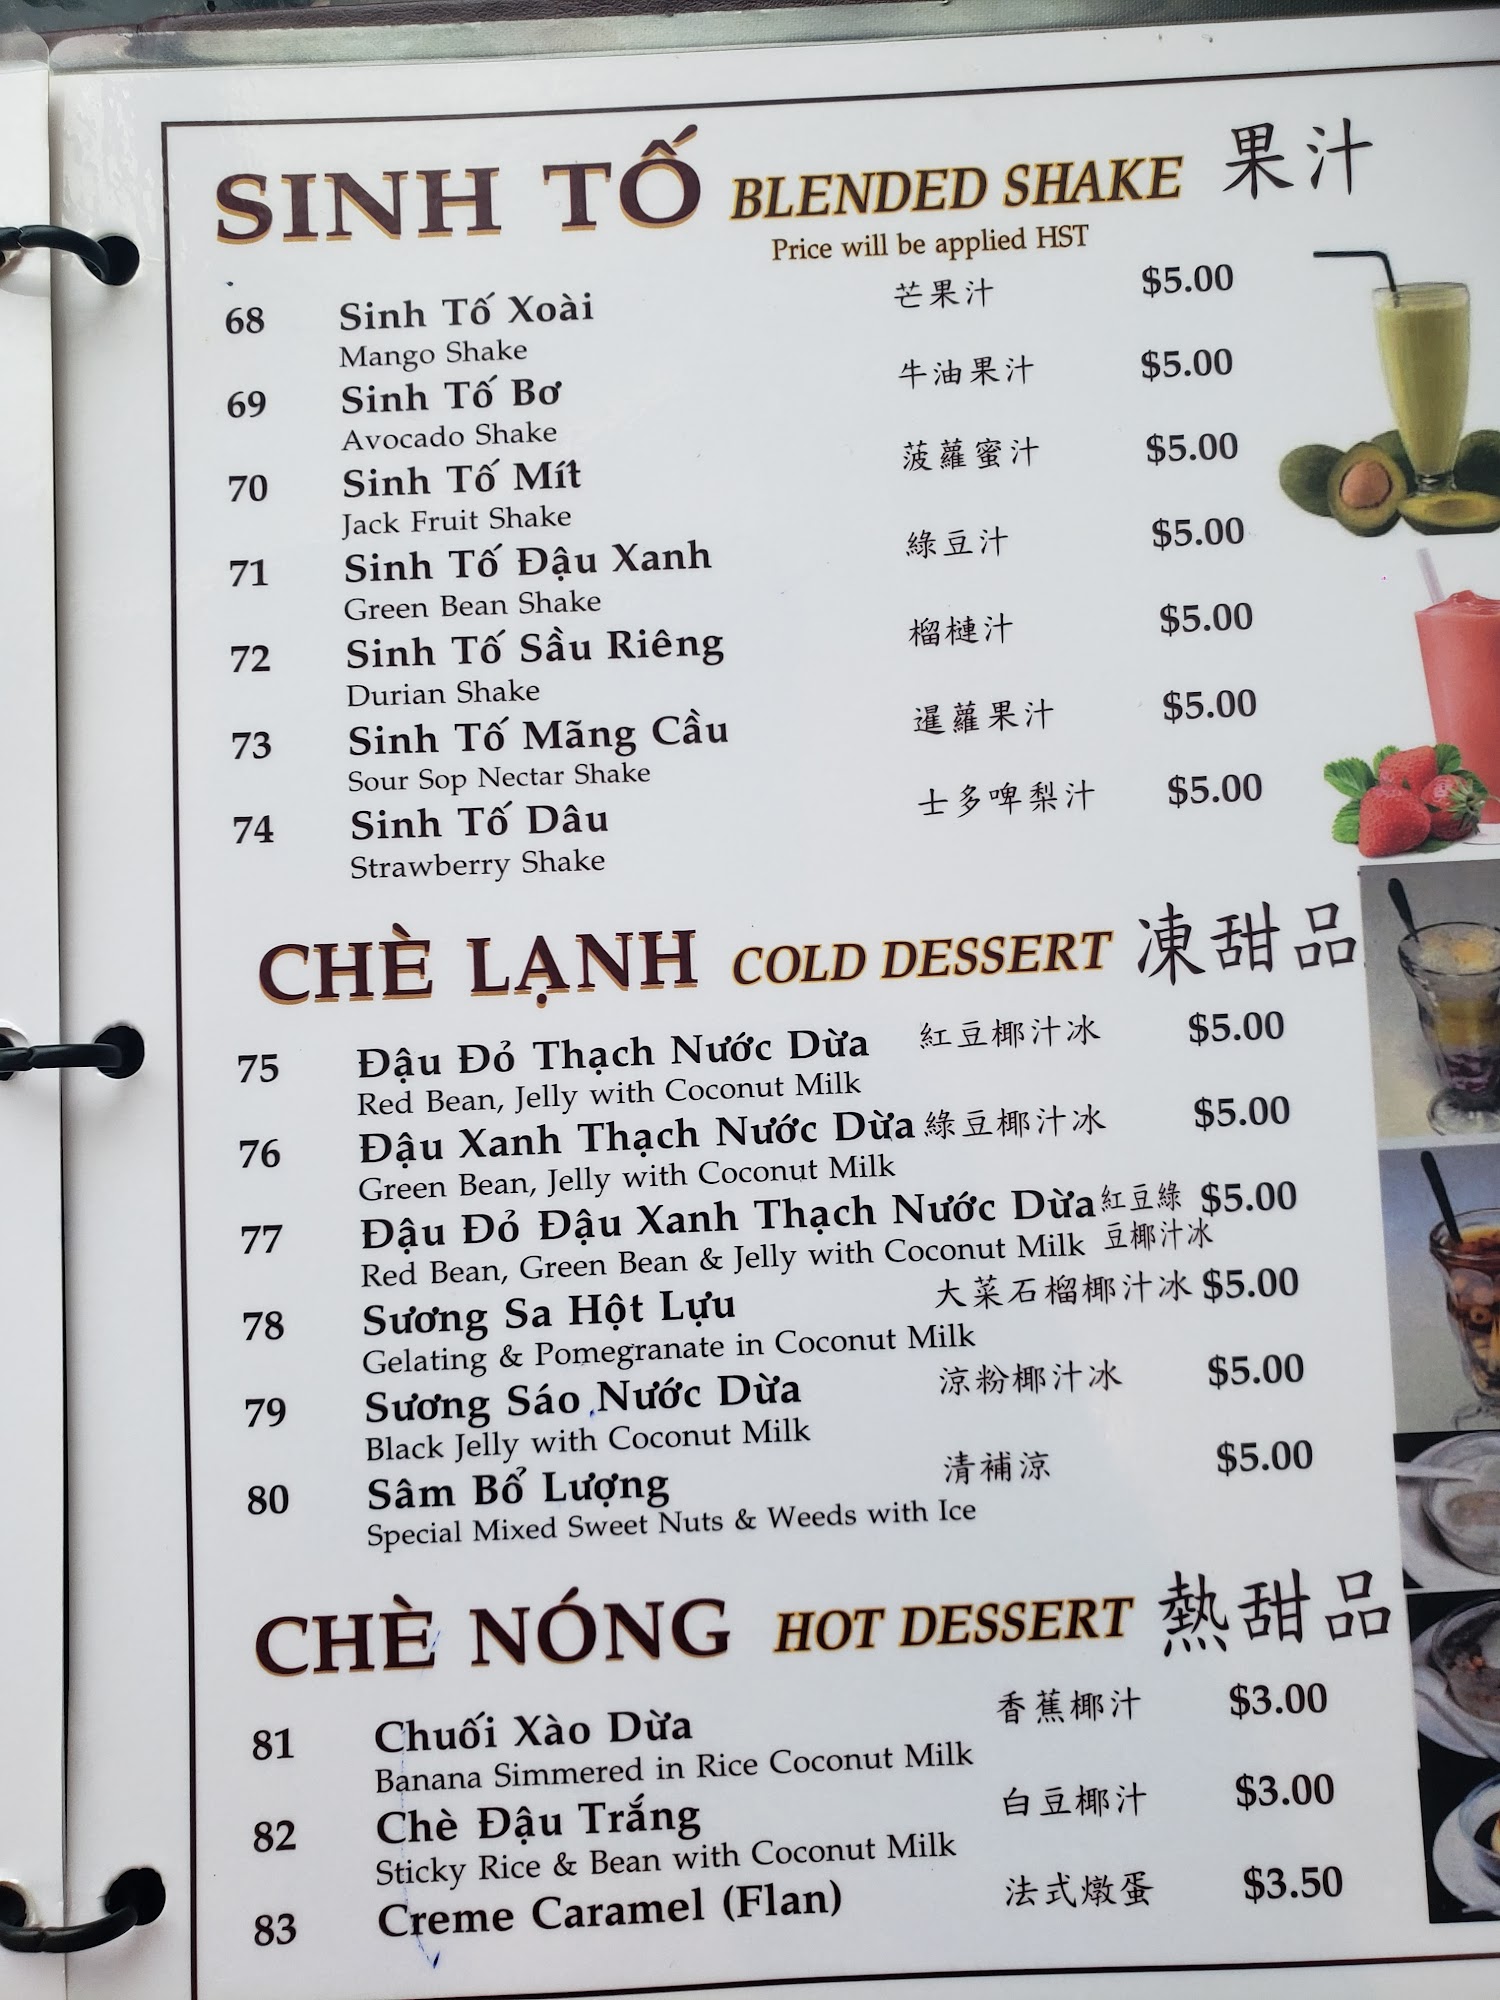 SINH TỐ BLENDED SHAKE 果汁
Price will be applied HST
68 Sinh Tố Xoài 芒果汁 $5.00
Mango Shake
69 Sinh Tố Bơ 牛油果汁 $5.00
Avocado Shake
70 Sinh Tố Mít 菠蘿蜜汁 $5.00
Jack Fruit Shake
71 Sinh Tố Đậu Xanh 綠豆汁 $5.00
Green Bean Shake
72 Sinh Tố Sầu Riêng 榴槤汁 $5.00
Durian Shake
73 Sinh Tố Mãng Cầu 暹蘿果汁 $5.00
Sour Sop Nectar Shake
74 Sinh Tố Dâu 士多啤梨汁 $5.00
Strawberry Shake
CHÈ LẠNH COLD DESSERT 凍甜品
75 Đậu Đỏ Thạch Nước Dừa 紅豆椰汁冰 $5.00
Red Bean, Jelly with Coconut Milk
76 Đậu Xanh Thạch Nước Dừa 綠豆椰汁冰 $5.00
Green Bean, Jelly with Coconut Milk
77 Đậu Đỏ Đậu Xanh Thạch Nước Dừa 紅豆綠 $5.00
Red Bean, Green Bean & Jelly with Coconut Milk 豆椰汁冰
78 Sương Sa Hột Lựu 大菜石榴椰汁冰 $5.00
Gelating & Pomegranate in Coconut Milk
79 Sương Sáo Nước Dừa 涼粉椰汁冰 $5.00
Black Jelly with Coconut Milk
80 Sâm Bổ Lượng 清補涼 $5.00
Special Mixed Sweet Nuts & Weeds with Ice
CHÈ NÓNG HOT DESSERT 熱甜品
81 Chuối Xào Dừa 香蕉椰汁 $3.00
Banana Simmered in Rice Coconut Milk
82 Chè Đậu Trắng 白豆椰汁 $3.00
Sticky Rice & Bean with Coconut Milk
83 Creme Caramel (Flan) 法式燉蛋 $3.50